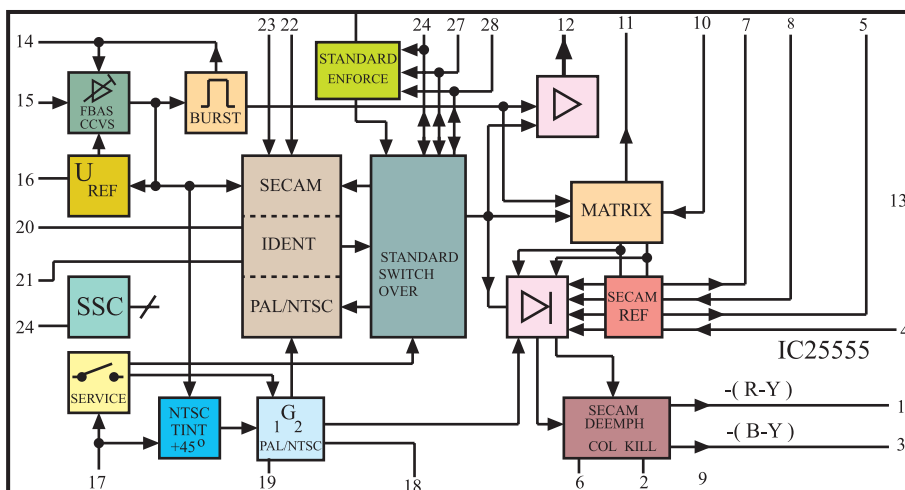 23 22 24 27 28 12 11 10 7 8 5
14
STANDARD
ENFORCE
15
FBAS
CCVS
BURST
16
U
REF
SECAM
MATRIX
13
20
IDENT
STANDARD
SWITCH
OVER
21
PAL/NTSC
SSC
SECAM
REF
24
4
IC25555
SERVICE
NTSC
TINT
+45°
G
1 2
PAL/NTSC
SECAM
DEEMPH
COL KILL
-( R-Y )
1
-( B-Y )
3
17 19 18 6 2 9